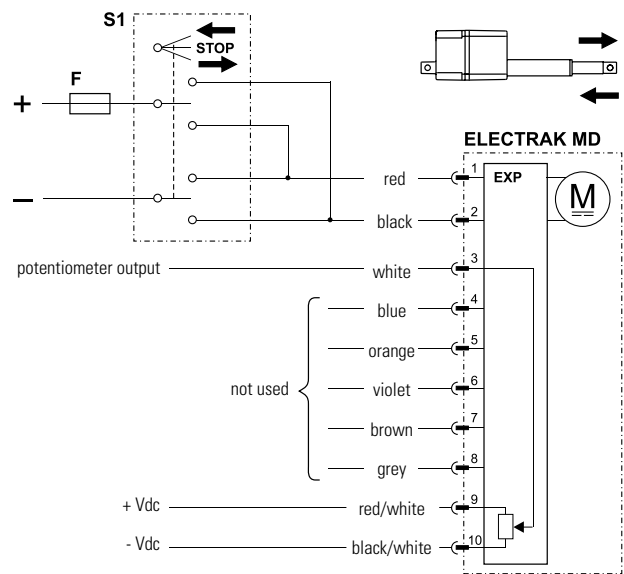 S1
STOP
F
+
−
ELECTRAK MD
EXP
M
red 1
black 2
potentiometer output white 3
blue 4
orange 5
not used
violet 6
brown 7
grey 8
+ Vdc red/white 9
- Vdc black/white 10